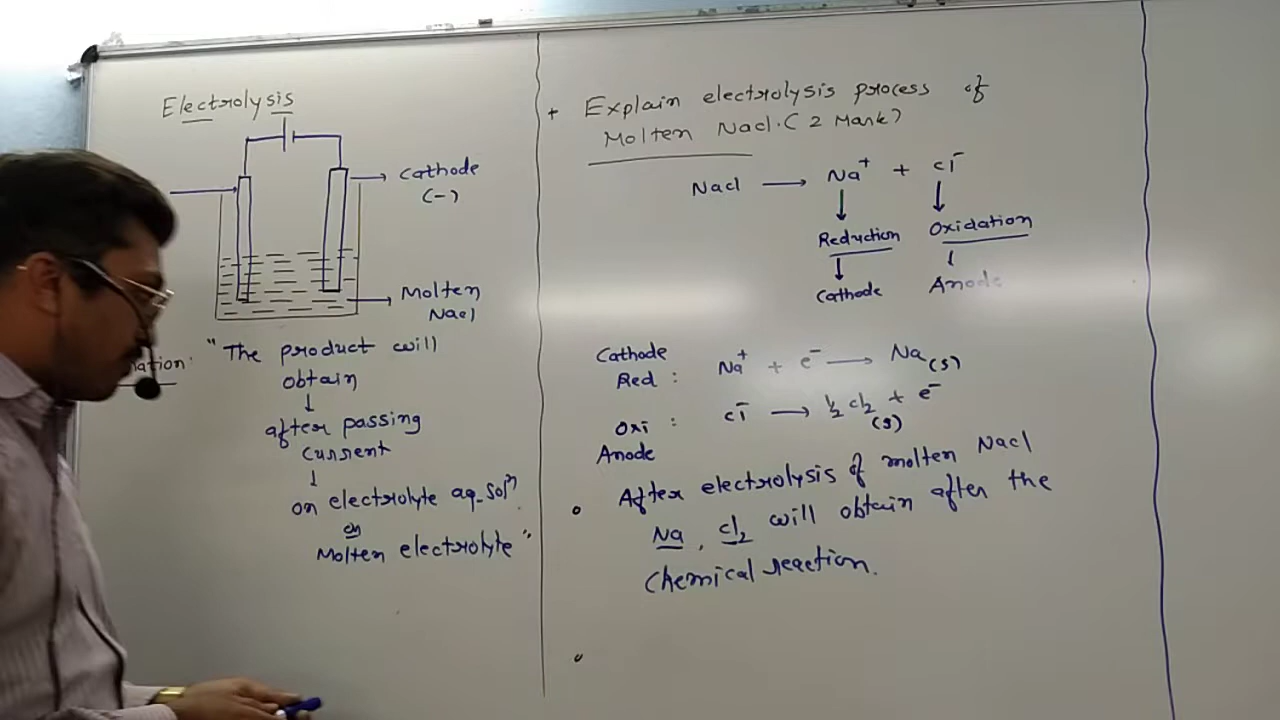 Electrolysis
Cathode
(-)
Molten
Nacl
"The product will
obtain
↓
after passing
current
↓
on electrolyte aq-solⁿ
or
Molten electrolyte"
+ Explain electrolysis process of
Molten Nacl. (2 Mark)
Nacl → Na⁺ + cl⁻
↓ ↓
Reduction Oxidation
↓ ↓
Cathode Anode
Cathode
Red : Na⁺ + e⁻ → Na(s)
Oxi : cl⁻ → ½ cl₂ + e⁻
(g)
Anode
After electrolysis of molten Nacl
Na, cl₂ will obtain after the
chemical reaction.